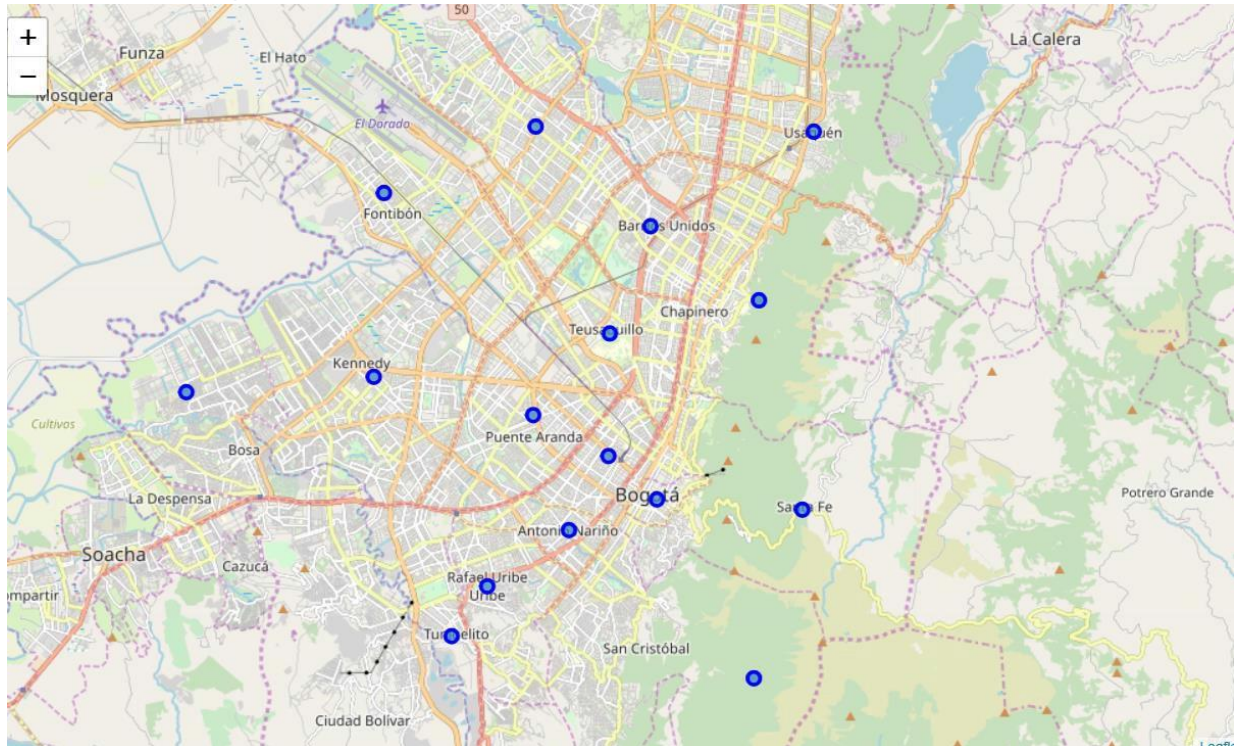 +
−
50
Funza
El Hato
La Calera
Mosquera
El Dorado
Usaquén
Fontibón
Barrios Unidos
Chapinero
Teusaquillo
Kennedy
Cultivos
Puente Aranda
Bosa
La Despensa
Bogotá
Santa Fe
Potrero Grande
Antonio Nariño
Soacha
Cazucá
Rafael Uribe
Uribe
ompartir
Tunjuelito
San Cristóbal
Ciudad Bolívar